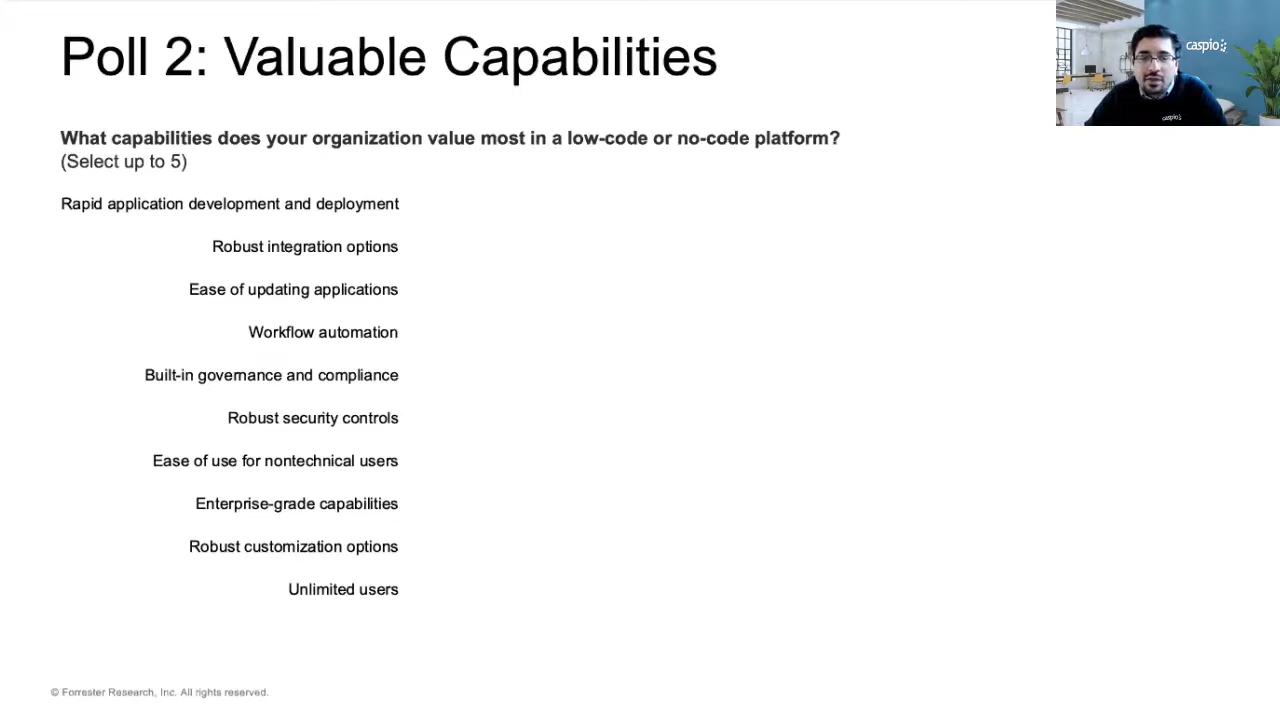 Poll 2: Valuable Capabilities
caspio
caspio
What capabilities does your organization value most in a low-code or no-code platform?
(Select up to 5)
Rapid application development and deployment
Robust integration options
Ease of updating applications
Workflow automation
Built-in governance and compliance
Robust security controls
Ease of use for nontechnical users
Enterprise-grade capabilities
Robust customization options
Unlimited users
© Forrester Research, Inc. All rights reserved.